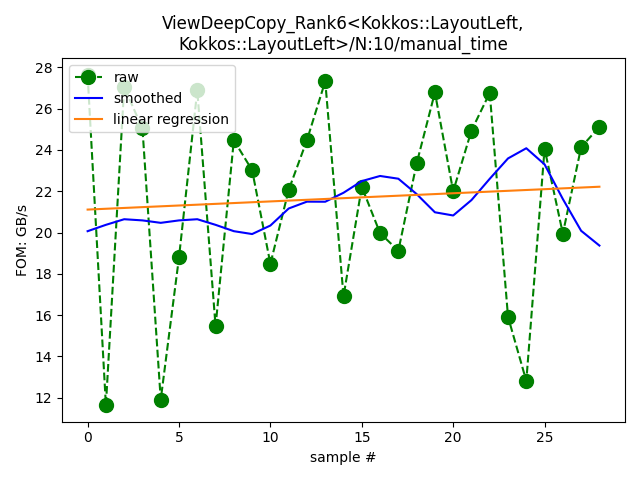 ViewDeepCopy_Rank6<Kokkos::LayoutLeft,
Kokkos::LayoutLeft>/N:10/manual_time
raw
smoothed
linear regression
FOM: GB/s
28
26
24
22
20
18
16
14
12
0
5
10
15
20
25
sample #